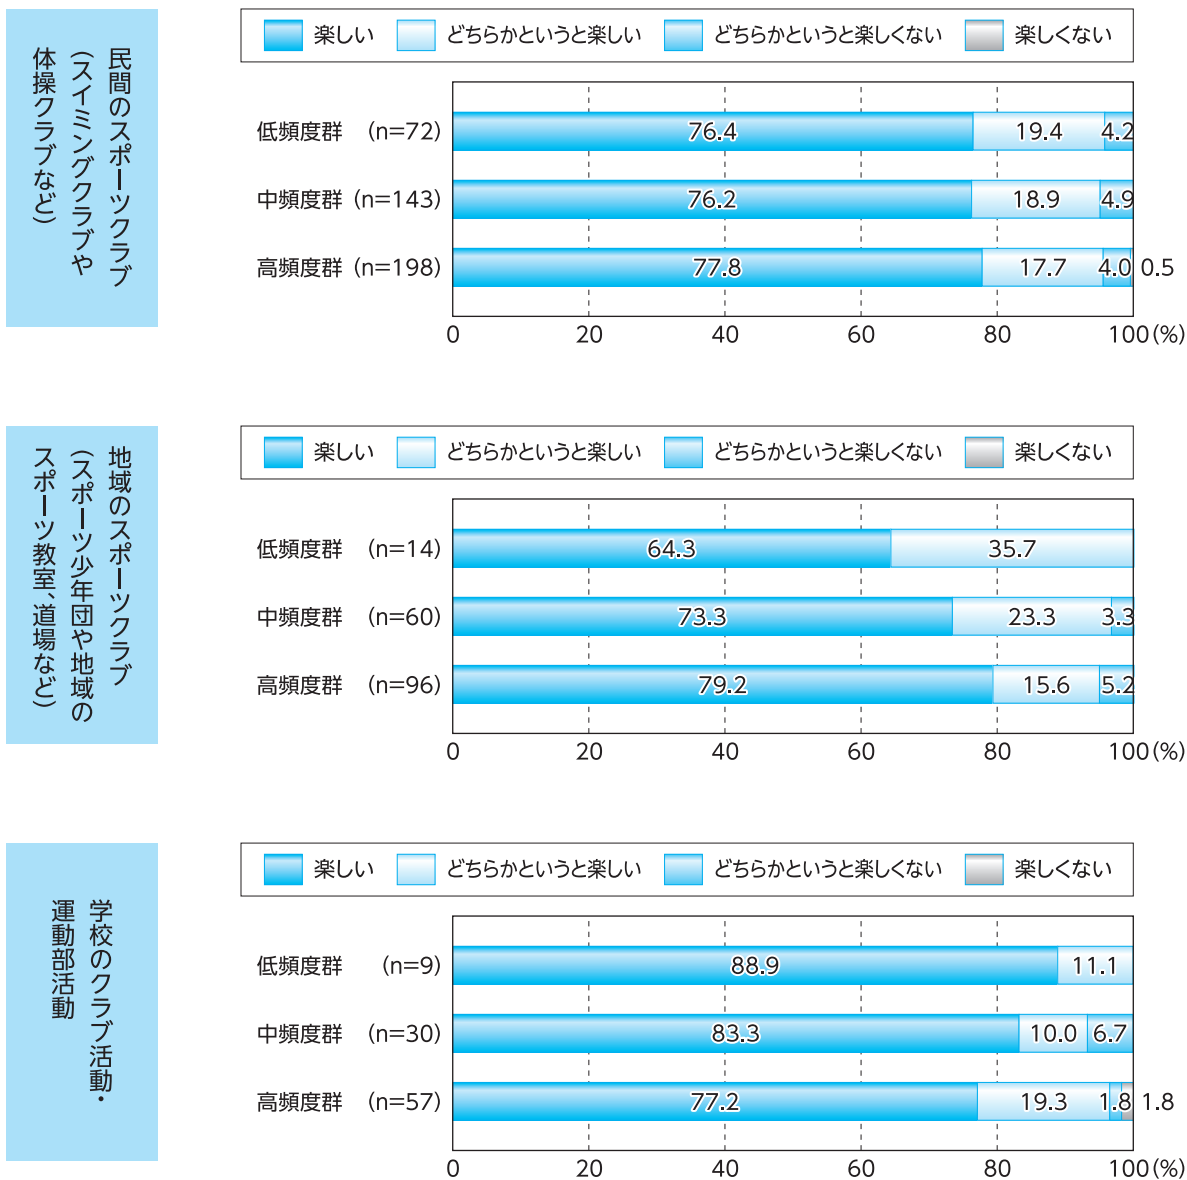 民間のスポーツクラブ
(スイミングクラブや
体操クラブなど)
楽しい どちらかというと楽しい どちらかというと楽しくない 楽しくない
低頻度群 (n=72) 76.4 19.4 4.2
中頻度群 (n=143) 76.2 18.9 4.9
高頻度群 (n=198) 77.8 17.7 4.0 0.5
0 20 40 60 80 100(%)
地域のスポーツクラブ
(スポーツ少年団や地域の
スポーツ教室、道場など)
楽しい どちらかというと楽しい どちらかというと楽しくない 楽しくない
低頻度群 (n=14) 64.3 35.7
中頻度群 (n=60) 73.3 23.3 3.3
高頻度群 (n=96) 79.2 15.6 5.2
0 20 40 60 80 100(%)
学校のクラブ活動・
運動部活動
楽しい どちらかというと楽しい どちらかというと楽しくない 楽しくない
低頻度群 (n=9) 88.9 11.1
中頻度群 (n=30) 83.3 10.0 6.7
高頻度群 (n=57) 77.2 19.3 1.8 1.8
0 20 40 60 80 100(%)